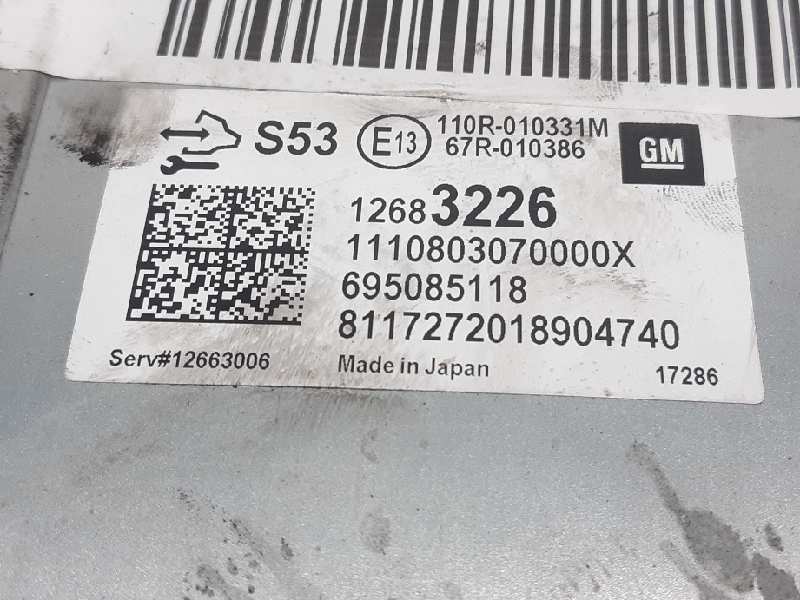 S53 E13 110R-010331M
67R-010386 GM
12683226
1110803070000X
695085118
8117272018904740
Serv#12663006 Made in Japan 17286